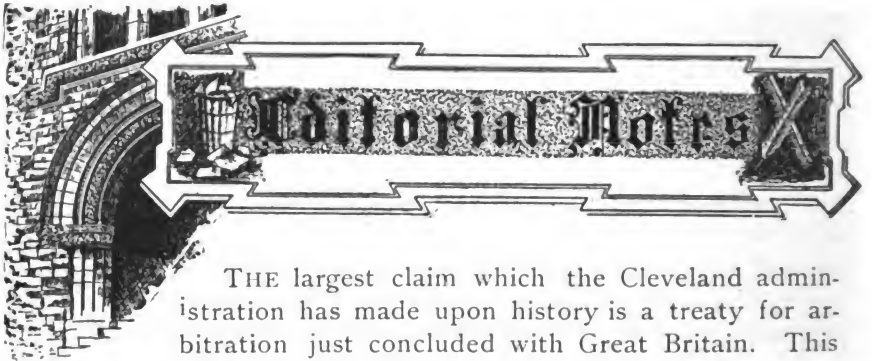 Editorial Notes
THE largest claim which the Cleveland admin-
istration has made upon history is a treaty for ar-
bitration just concluded with Great Britain. This